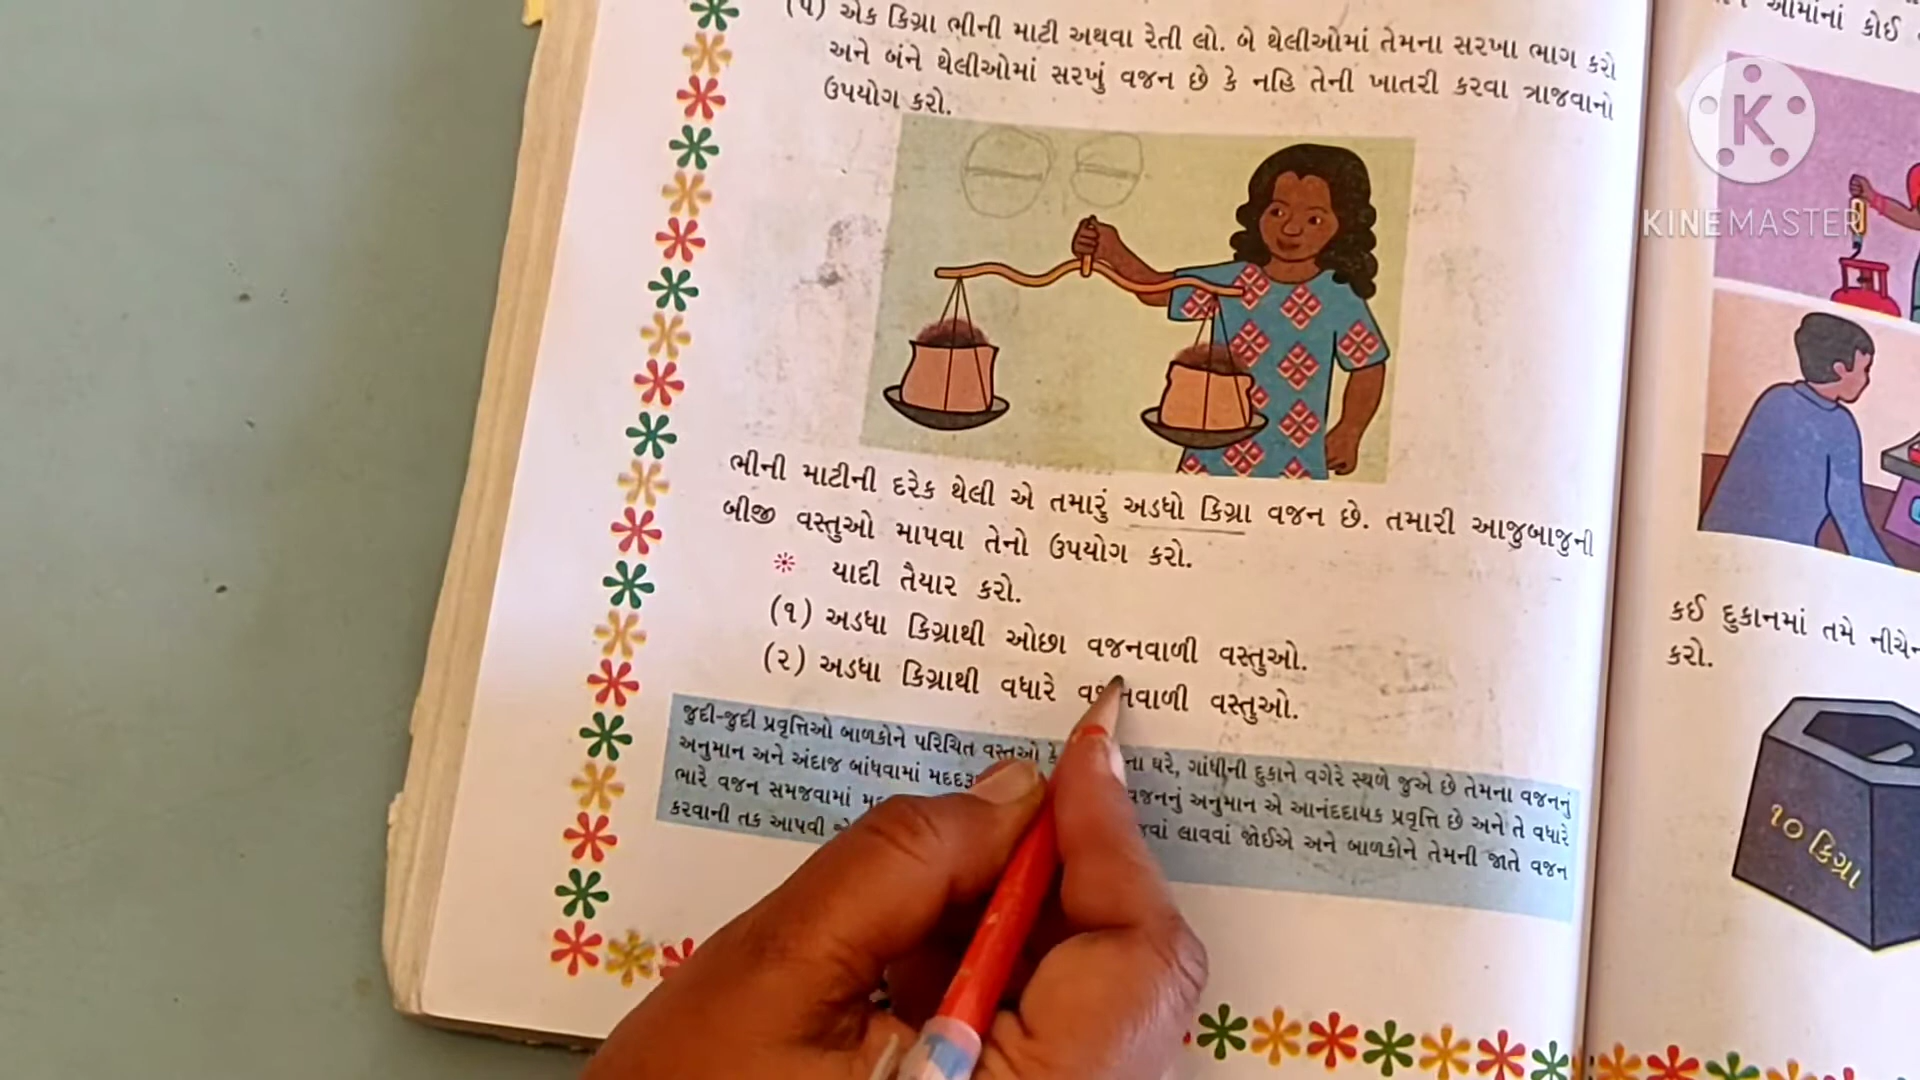 (૫) એક કિગ્રા ભીની માટી અથવા રેતી લો. બે થેલીઓમાં તેમના સરખા ભાગ કરો
અને બંને થેલીઓમાં સરખું વજન છે કે નહિ તેની ખાતરી કરવા ત્રાજવાનો
ઉપયોગ કરો.
ભીની માટીની દરેક થેલી એ તમારું અડધો કિગ્રા વજન છે. તમારી આજુબાજુની
બીજી વસ્તુઓ માપવા તેનો ઉપયોગ કરો.
યાદી તૈયાર કરો.
(૧) અડધા કિગ્રાથી ઓછા વજનવાળી વસ્તુઓ.
(૨) અડધા કિગ્રાથી વધારે વજનવાળી વસ્તુઓ.
જુદી-જુદી પ્રવૃત્તિઓ બાળકોને પરિચિત વસ્તુઓ કે ના ઘરે, ગાંધીની દુકાને વગેરે સ્થળે જુએ છે તેમના વજનનું
અનુમાન અને અંદાજ બાંધવામાં વજનનું અનુમાન એ આનંદદાયક પ્રવૃત્તિ છે અને તે વધારે
ભારે વજન સમજવામાં લાવવાં જોઈએ અને બાળકોને તેમની જાતે વજન
કરવાની તક આપવી
K
KINEMASTER
આમાંનાં કોઈ
કઈ દુકાનમાં તમે
કરો.
૧૦ કિગ્રા